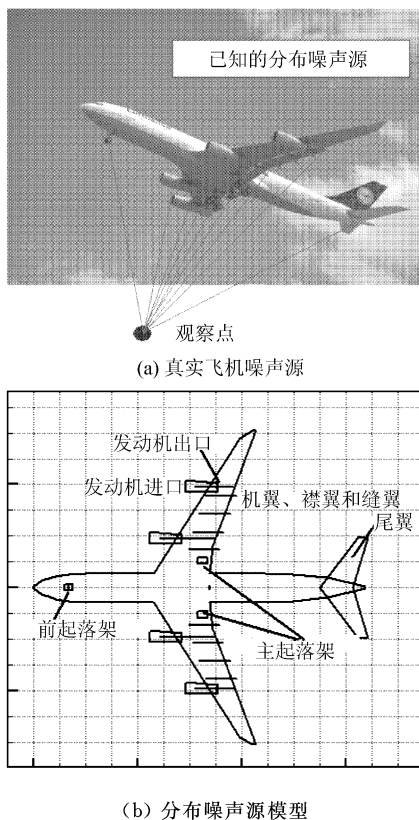 已知的分布噪声源
观察点
(a) 真实飞机噪声源
发动机出口
发动机进口
机翼、襟翼和缝翼
尾翼
前起落架
主起落架
(b) 分布噪声源模型